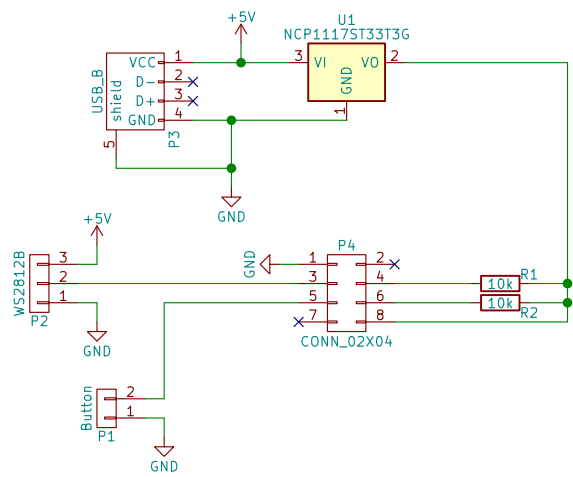 +5V
U1
NCP1117ST33T3G
USB_B
shield
VCC 1
D- 2
D+ 3
GND 4
5
P3
3 VI
VO 2
GND
1
GND
+5V
WS2812B
3
2
1
P2
GND
P4
GND
1
2
3
4
5
6
7
8
CONN_02X04
10k
R1
10k
R2
Button
2
1
P1
GND